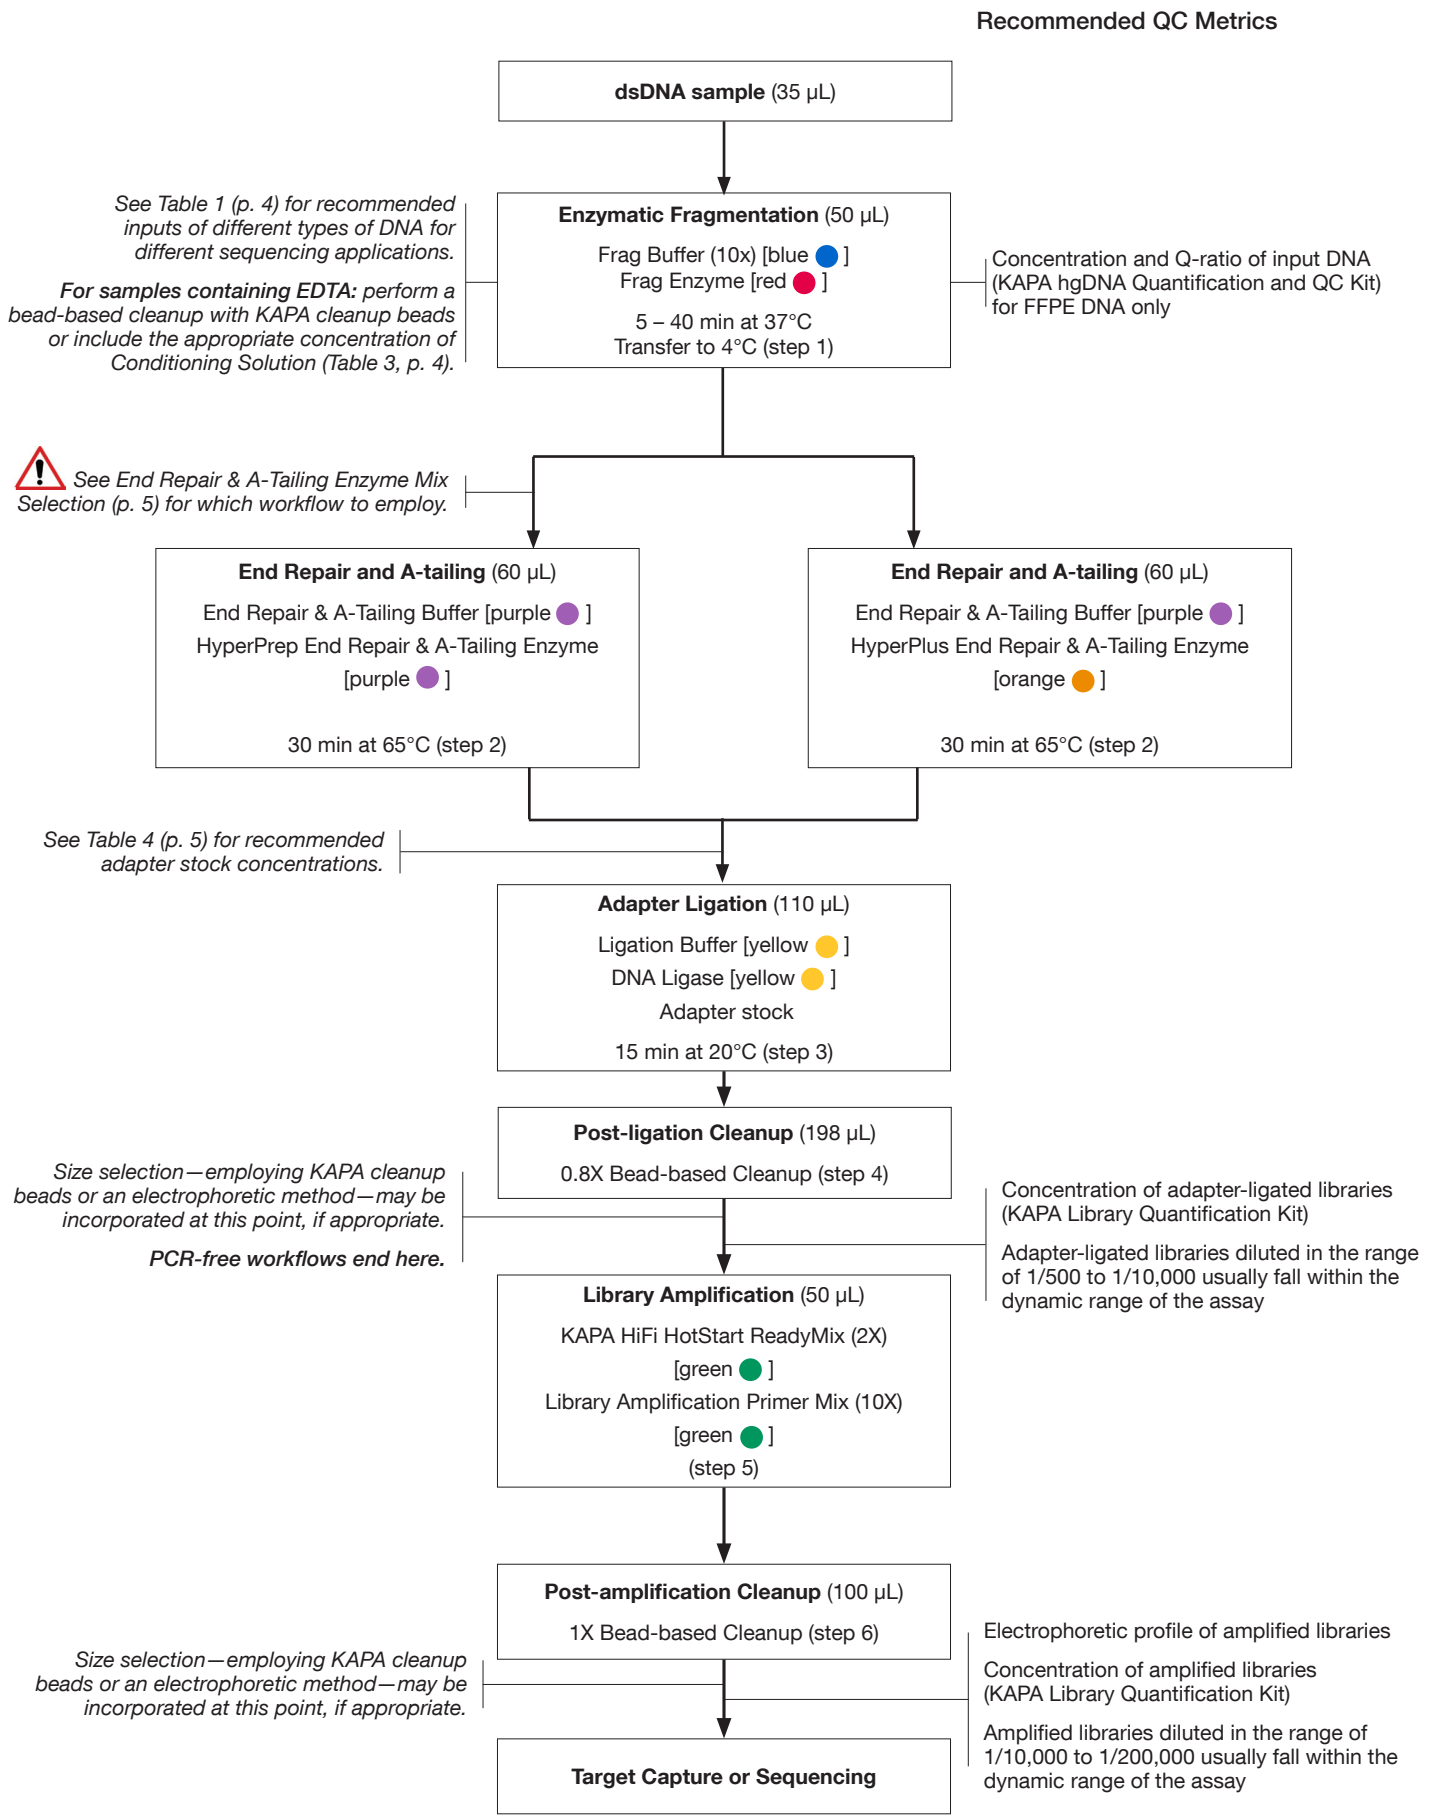 Recommended QC Metrics
dsDNA sample (35 µL)
See Table 1 (p. 4) for recommended
inputs of different types of DNA for
different sequencing applications.
For samples containing EDTA: perform a
bead-based cleanup with KAPA cleanup beads
or include the appropriate concentration of
Conditioning Solution (Table 3, p. 4).
Enzymatic Fragmentation (50 µL)
Frag Buffer (10x) [blue ]
Frag Enzyme [red ]
5 – 40 min at 37°C
Transfer to 4°C (step 1)
Concentration and Q-ratio of input DNA
(KAPA hgDNA Quantification and QC Kit)
for FFPE DNA only
See End Repair & A-Tailing Enzyme Mix
Selection (p. 5) for which workflow to employ.
End Repair and A-tailing (60 µL)
End Repair & A-Tailing Buffer [purple ]
HyperPrep End Repair & A-Tailing Enzyme
[purple ]
30 min at 65°C (step 2)
End Repair and A-tailing (60 µL)
End Repair & A-Tailing Buffer [purple ]
HyperPlus End Repair & A-Tailing Enzyme
[orange ]
30 min at 65°C (step 2)
See Table 4 (p. 5) for recommended
adapter stock concentrations.
Adapter Ligation (110 µL)
Ligation Buffer [yellow ]
DNA Ligase [yellow ]
Adapter stock
15 min at 20°C (step 3)
Post-ligation Cleanup (198 µL)
0.8X Bead-based Cleanup (step 4)
Size selection—employing KAPA cleanup
beads or an electrophoretic method—may be
incorporated at this point, if appropriate.
PCR-free workflows end here.
Concentration of adapter-ligated libraries
(KAPA Library Quantification Kit)
Adapter-ligated libraries diluted in the range
of 1/500 to 1/10,000 usually fall within the
dynamic range of the assay
Library Amplification (50 µL)
KAPA HiFi HotStart ReadyMix (2X)
[green ]
Library Amplification Primer Mix (10X)
[green ]
(step 5)
Post-amplification Cleanup (100 µL)
1X Bead-based Cleanup (step 6)
Size selection—employing KAPA cleanup
beads or an electrophoretic method—may be
incorporated at this point, if appropriate.
Electrophoretic profile of amplified libraries
Concentration of amplified libraries
(KAPA Library Quantification Kit)
Amplified libraries diluted in the range of
1/10,000 to 1/200,000 usually fall within the
dynamic range of the assay
Target Capture or Sequencing